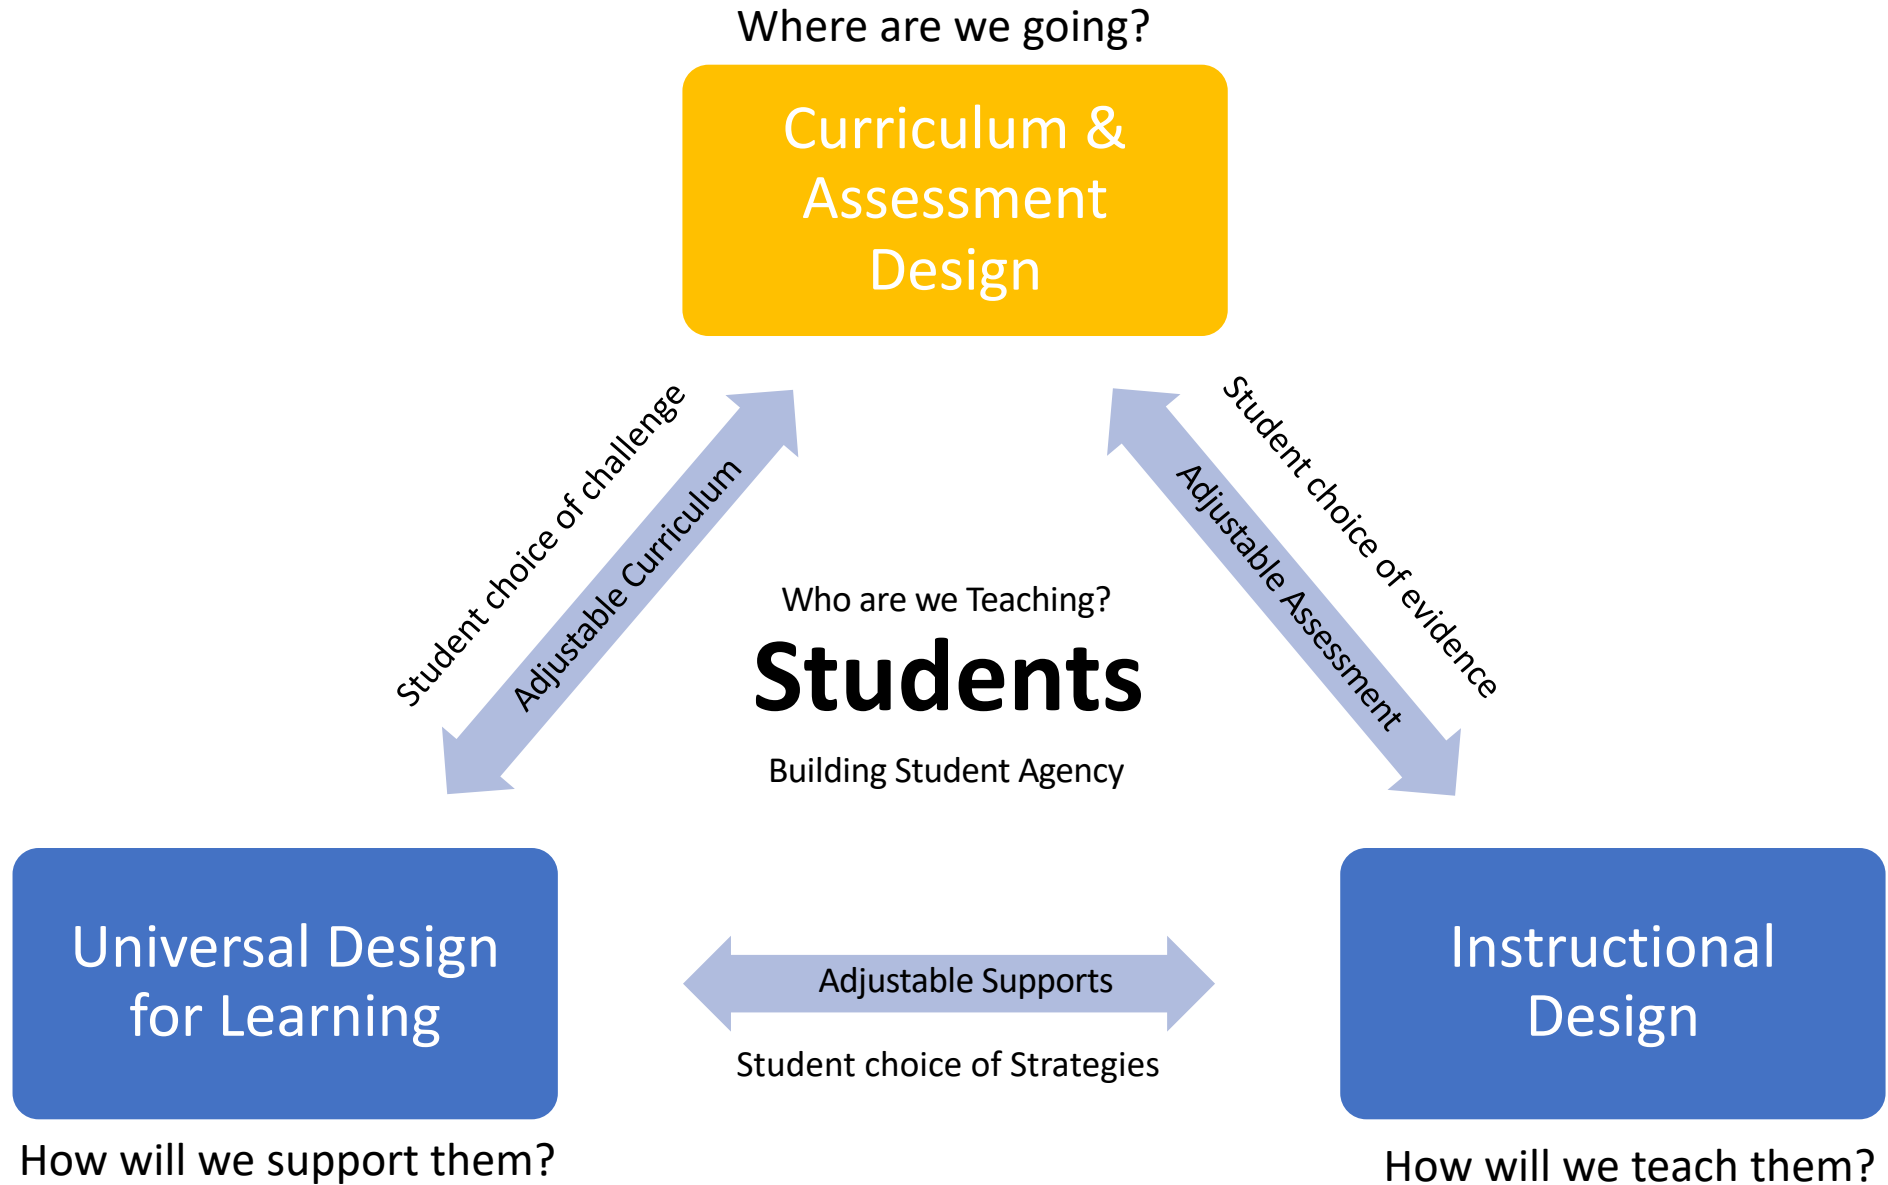 Where are we going?
Curriculum &
Assessment
Design
Student choice of challenge
Adjustable Curriculum
Student choice of evidence
Adjustable Assessment
Who are we Teaching?
Students
Building Student Agency
Universal Design
for Learning
Adjustable Supports
Student choice of Strategies
Instructional
Design
How will we support them?
How will we teach them?